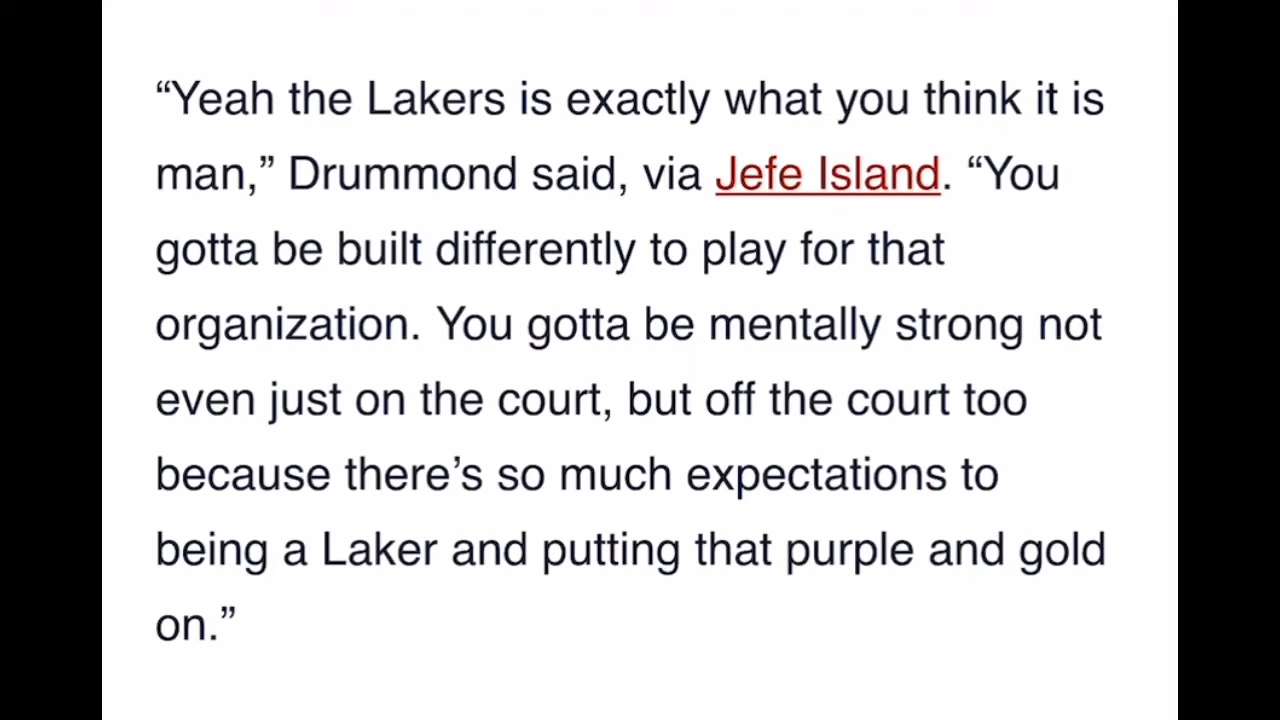 “Yeah the Lakers is exactly what you think it is
man,” Drummond said, via Jefe Island. “You
gotta be built differently to play for that
organization. You gotta be mentally strong not
even just on the court, but off the court too
because there’s so much expectations to
being a Laker and putting that purple and gold
on.”